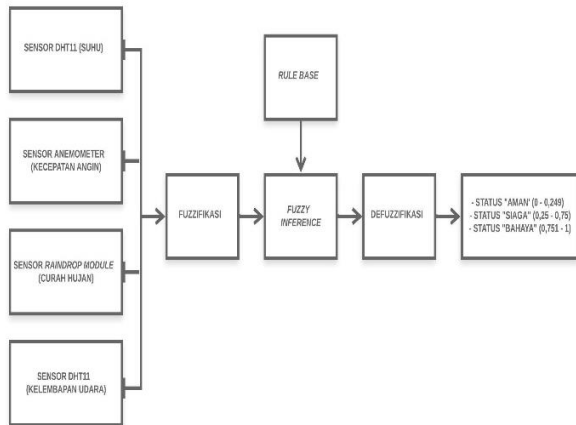 SENSOR DHT11 (SUHU)
SENSOR ANEMOMETER
(KECEPATAN ANGIN)
SENSOR RAINDROP MODULE
(CURAH HUJAN)
SENSOR DHT11
(KELEMBAPAN UDARA)
FUZZIFIKASI
RULE BASE
FUZZY
INFERENCE
DEFUZZIFIKASI
- STATUS "AMAN' (0 - 0,249)
- STATUS "SIAGA" (0,25 - 0,75)
- STATUS "BAHAYA" (0,751 - 1)